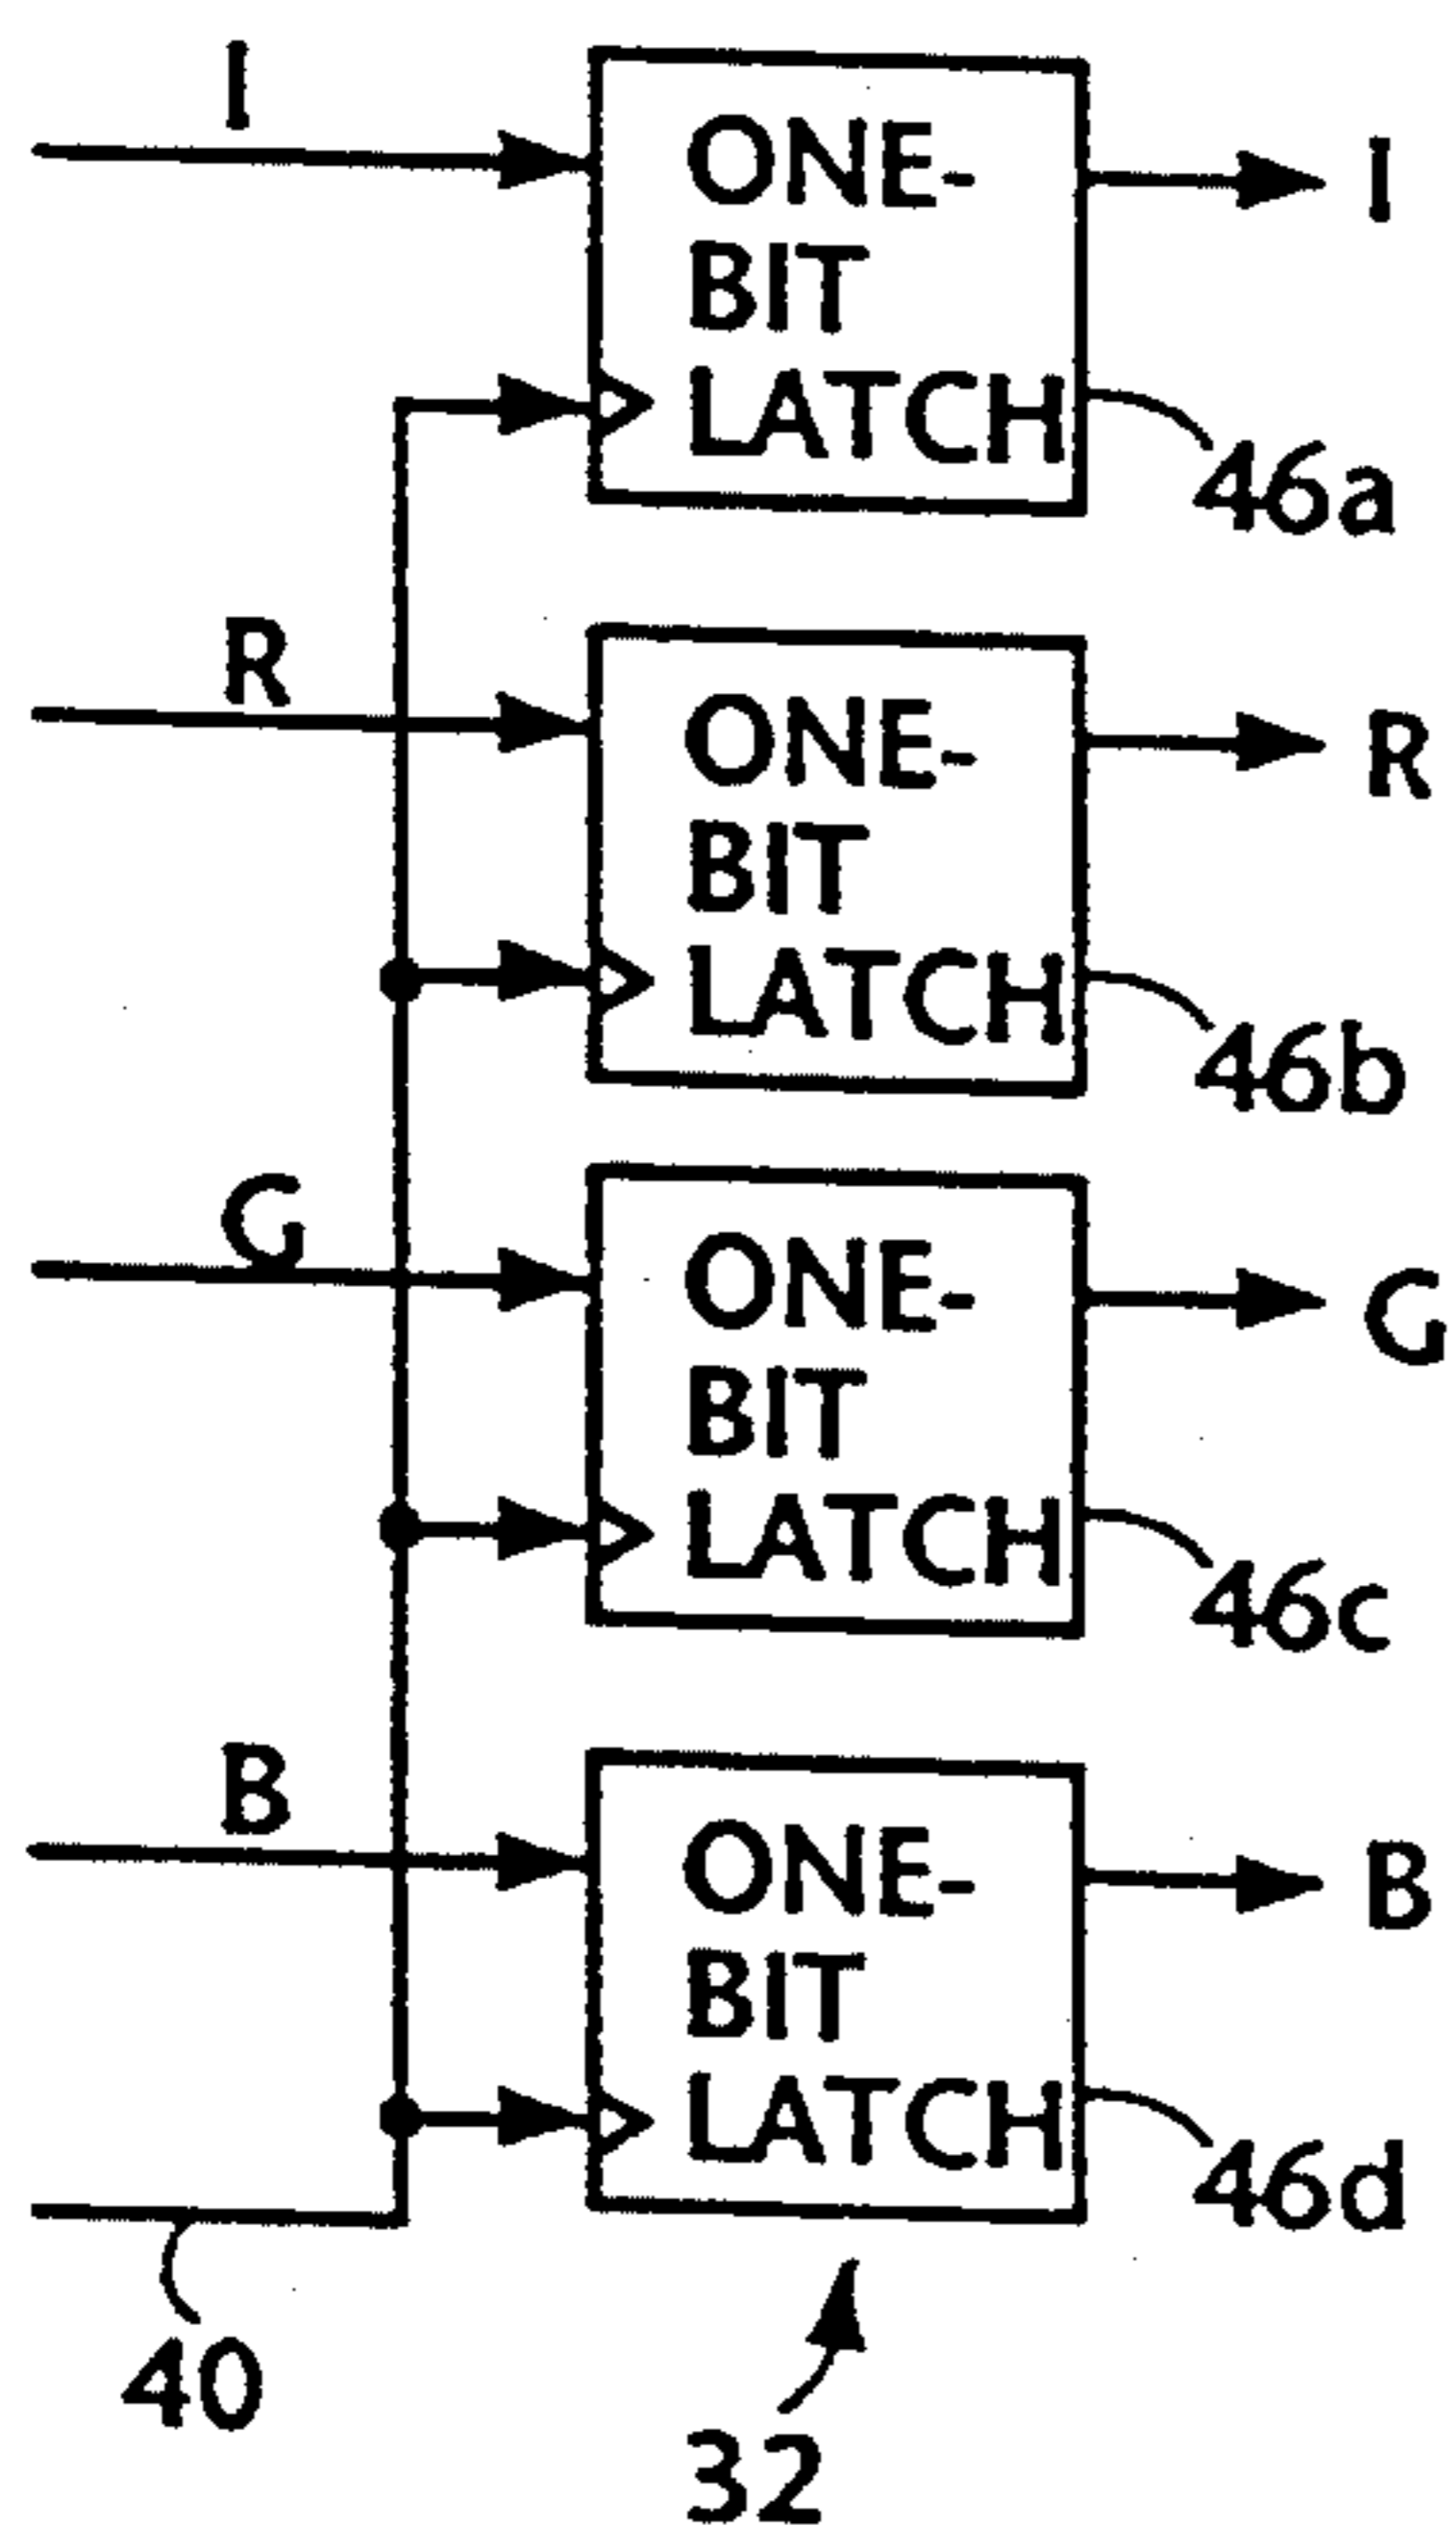 I
ONE-
BIT
LATCH
I
46a
R
ONE-
BIT
LATCH
R
46b
G
ONE-
BIT
LATCH
G
46c
B
ONE-
BIT
LATCH
B
46d
40
32